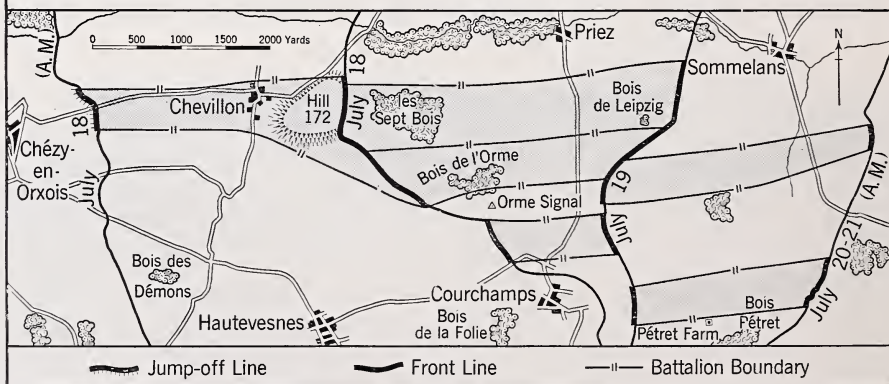 (A.M.)
0 500 1000 1500 2000 Yards
Priez
N
Sommelans
18
July
Chevillon
Hill
172
les
Sept Bois
Bois
de Leipzig
18
July
Chézy-
en-
Orxois
Bois de l'Orme
Orme Signal
19
July
(A.M.)
20-21
July
Bois des
Démons
Hautevesnes
Courchamps
Bois
de la Folie
Bois
Pétret
Pétret Farm
Jump-off Line Front Line Battalion Boundary